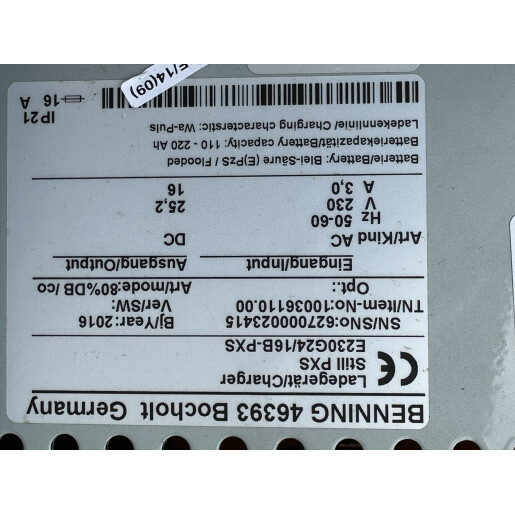 BENNING 46393 Bocholt Germany
Ladegerät/Charger
Still PXS
E230G24/16B-PXS
SN/SNo:627000023415 Bj/Year:2016
TN/Item-No:10036110.00 Ver/SW:
Opt.: Art/mode:80%DB/co
Eingang/Input Ausgang/Output
Art/Kind AC DC
Hz 50-60
V 230 25,2
A 3,0 16
Batterie/Battery: Blei-Säure (E)PzS / Flooded
Batteriekapazität/Battery capacity: 110 - 220 Ah
Ladekennlinie/ Charging characterstic: Wa-Puls
IP21
16 A
E/14(09)